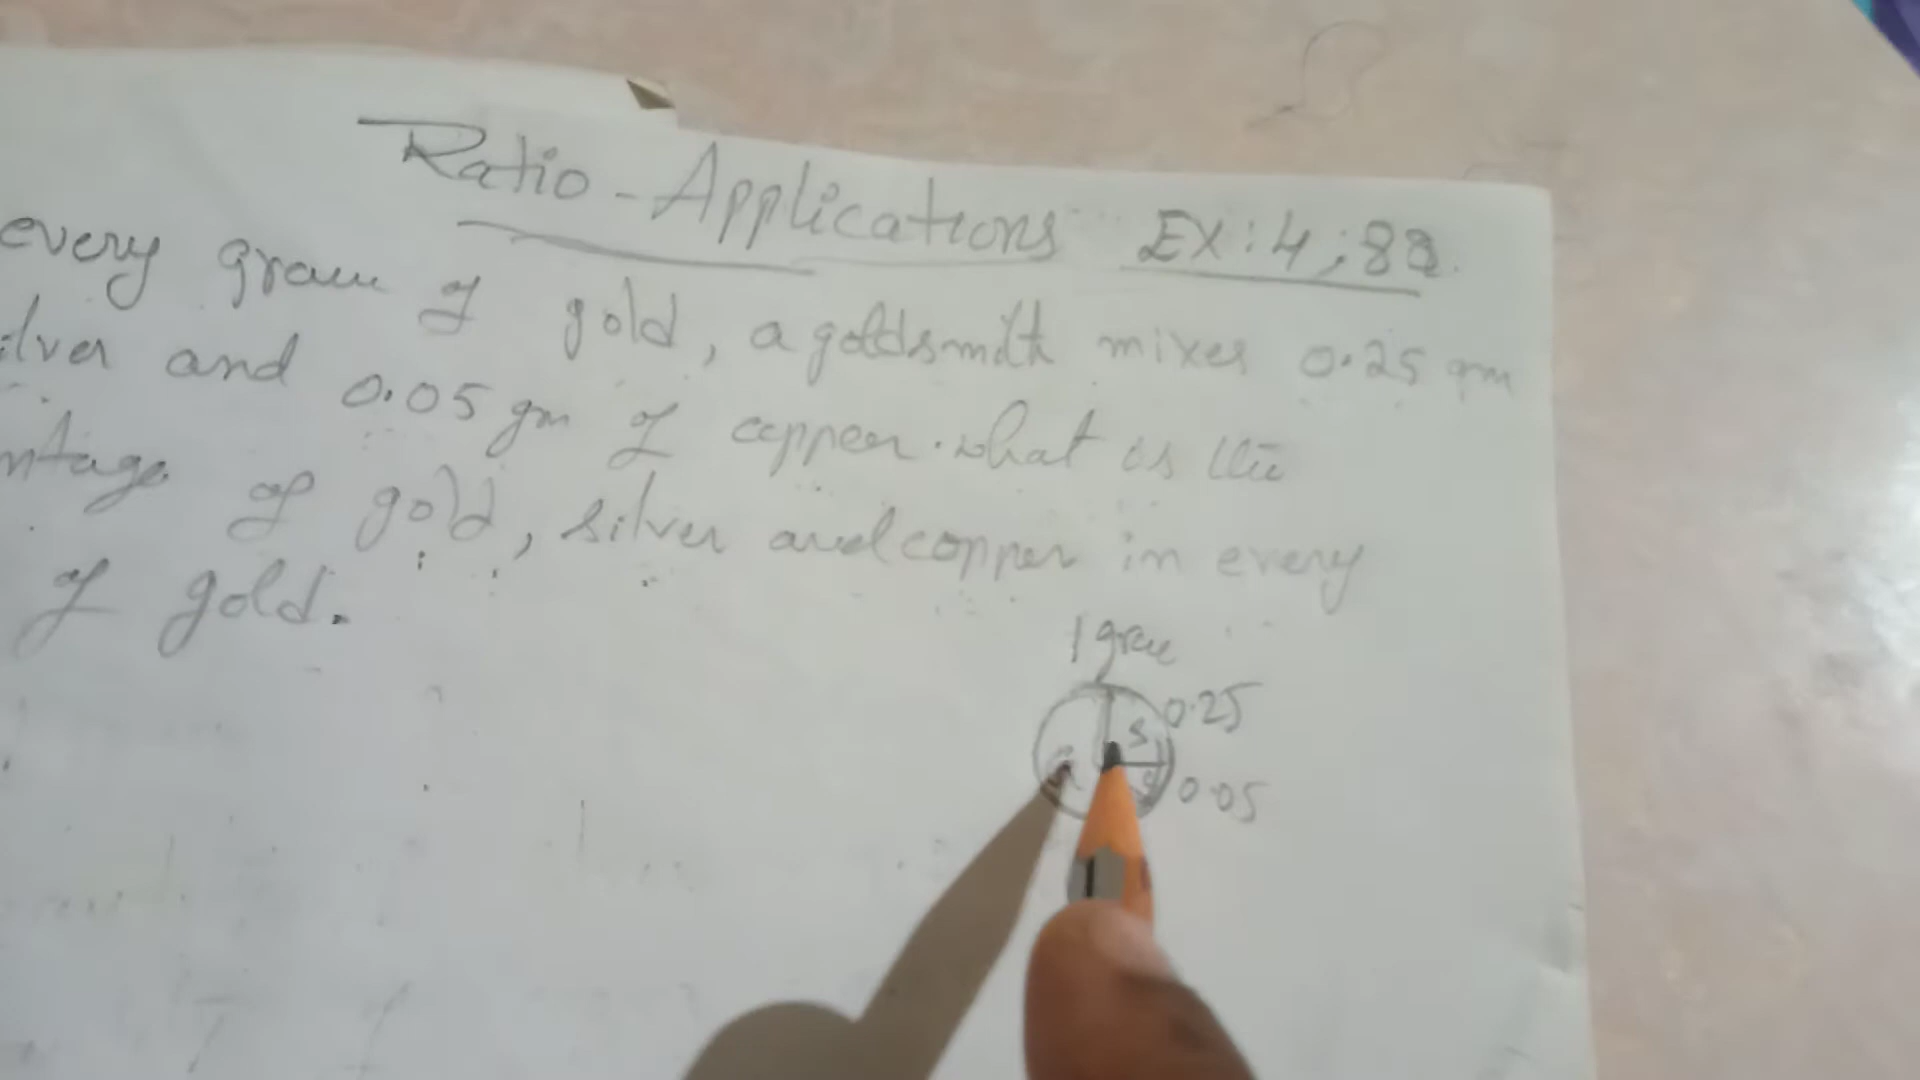 Ratio - Applications EX: 4; 82.
every gram of gold, a goldsmith mixes 0.25 gm
ilver and 0.05 gm of copper. what is the
ntage of gold, silver and copper in every
of gold.
1 gram
S 0.25
C 0.05